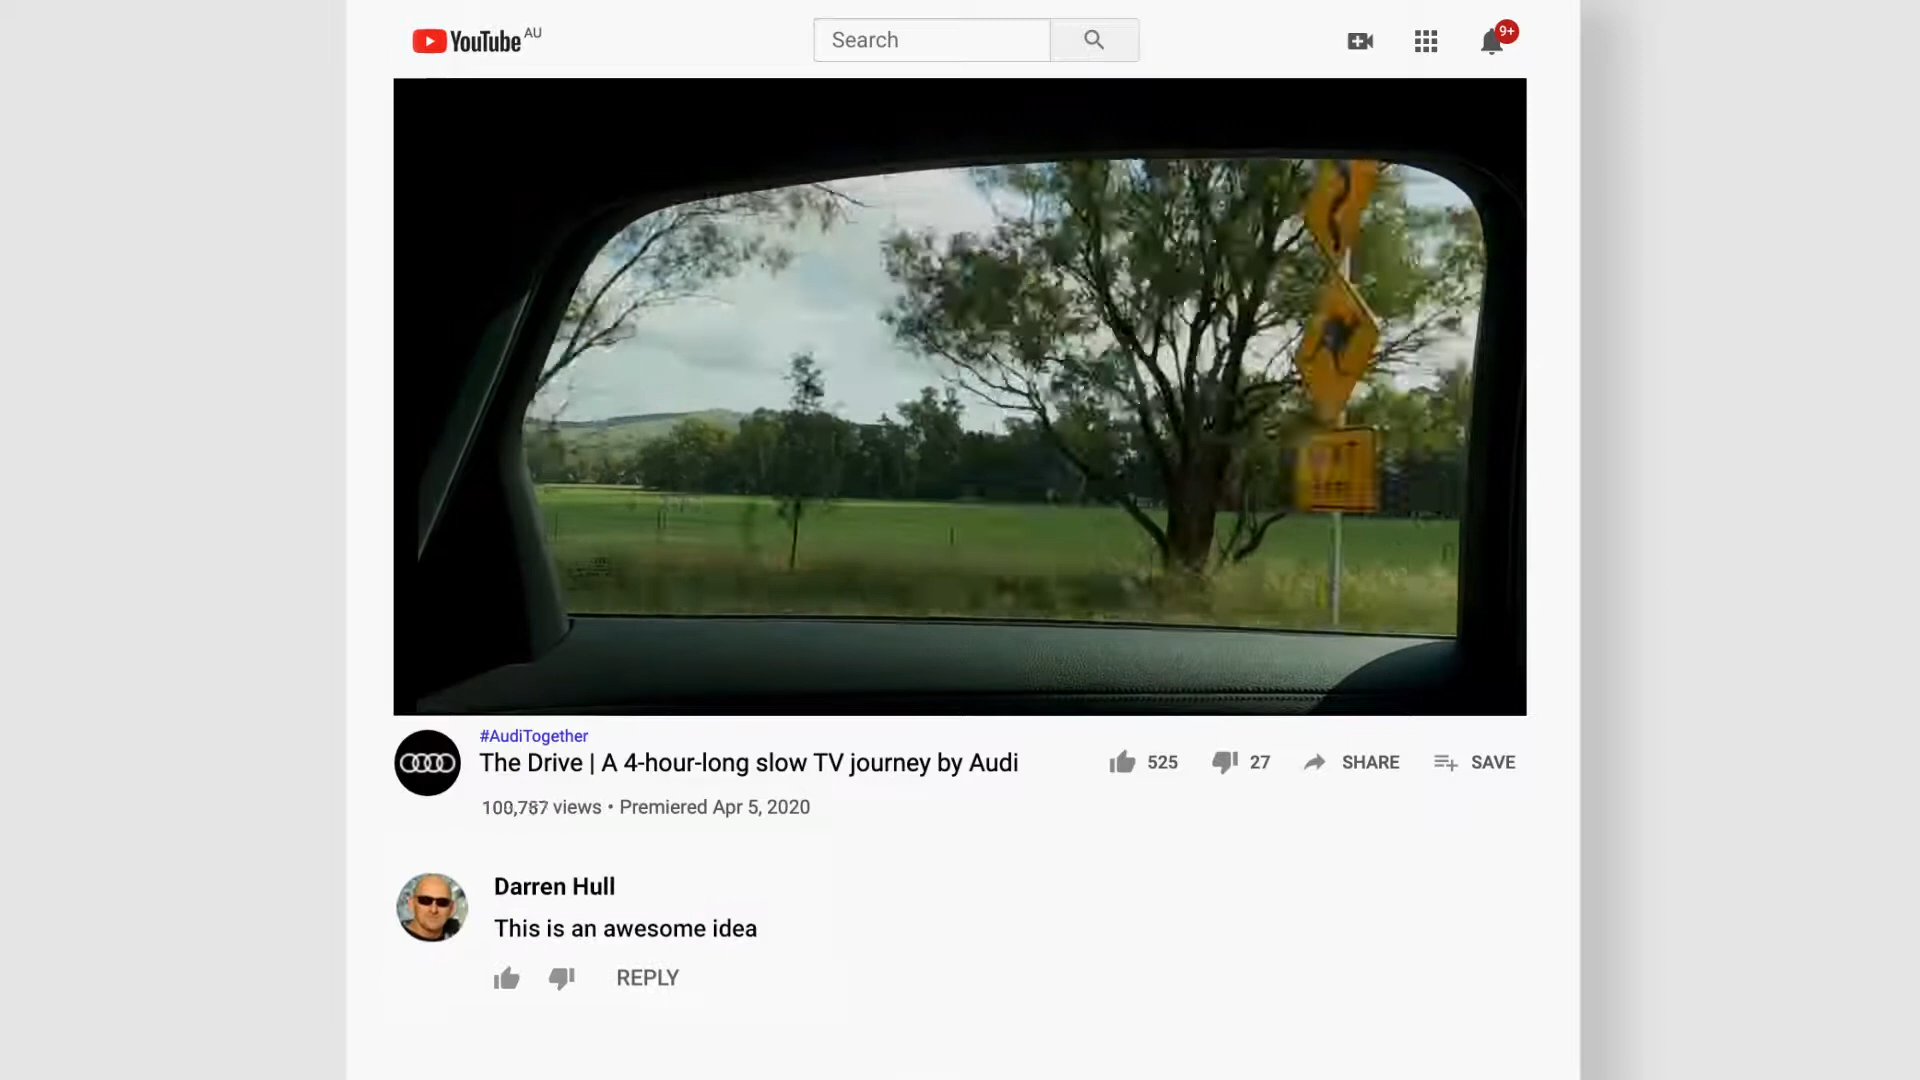 YouTube AU
Search
9+
#AudiTogether
The Drive | A 4-hour-long slow TV journey by Audi
525
27
SHARE
SAVE
100,787 views • Premiered Apr 5, 2020
Darren Hull
This is an awesome idea
REPLY